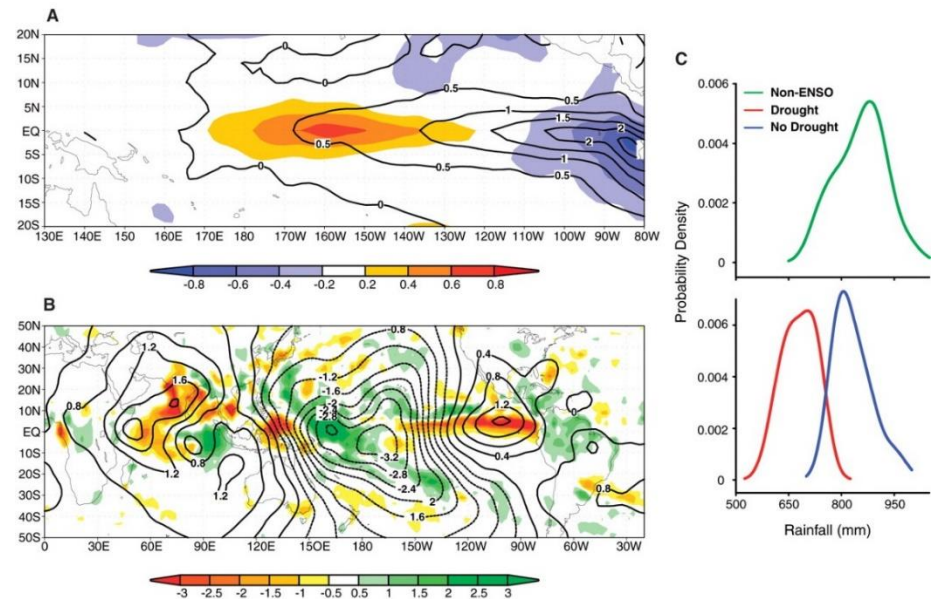 A
20N
15N
10N
5N
EQ
5S
10S
15S
20S
0
0
0.5
0.5
1
1.5
2
2
0.5
1
0.5
0
0
130E 140E 150 160E 170E 180 170W 160W 150W 140W 130W 120W 110W 100W 90W 80W
-0.8 -0.6 -0.4 -0.2 0.2 0.4 0.6 0.8
B
50N
40N
30N
20N
10N
EQ
10S
20S
30S
40S
50S
1.2
-0.8
0.4
0.8
-1.2
1.6
-1.6
0.8
-2
-2.4
-2.8
1.2
0
0.8
-3.2
0.4
1.2
1.2
-2.8
-2.4
2
1.6
0.8
0 30E 60E 90E 120E 150E 180 150W 120W 90W 60W 30W
-3 -2.5 -2 -1.5 -1 -0.5 0.5 1 1.5 2 2.5 3
C
0.006
0.004
0.002
0
Non-ENSO
Drought
No Drought
Probability Density
0.006
0.004
0.002
0
500 650 800 950
Rainfall (mm)